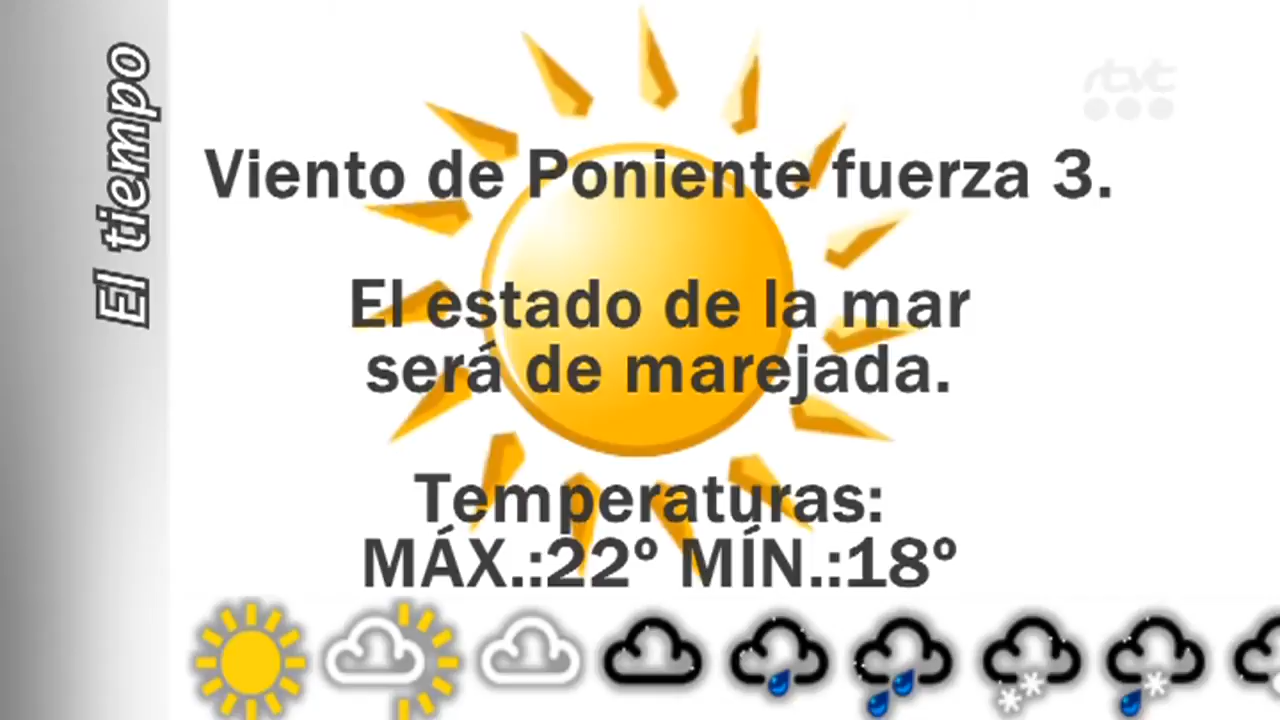 El tiempo
rtvc
Viento de Poniente fuerza 3.
El estado de la mar
será de marejada.
Temperaturas:
MÁX.:22º MÍN.:18º